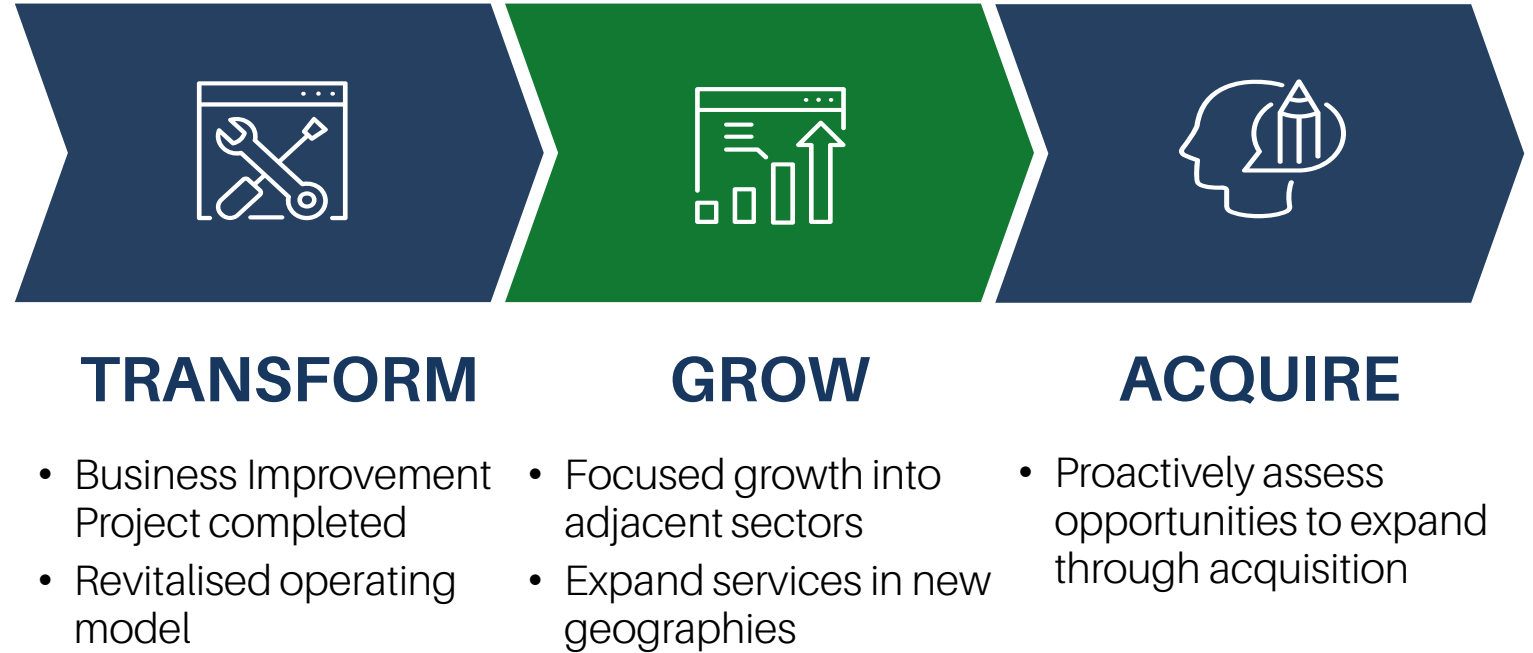 TRANSFORM
• Business Improvement
Project completed
• Revitalised operating
model
GROW
• Focused growth into
adjacent sectors
• Expand services in new
geographies
ACQUIRE
• Proactively assess
opportunities to expand
through acquisition